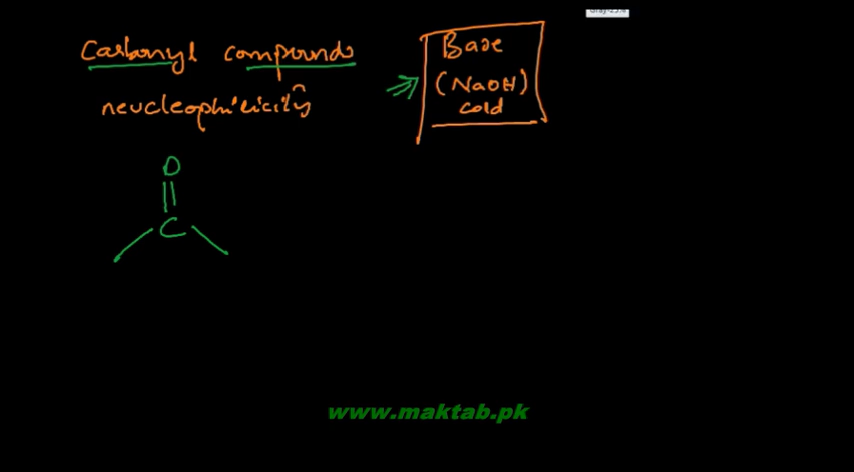 Carbonyl compounds
neucleophilicity
Base
(NaOH)
cold
O
C
www.maktab.pk